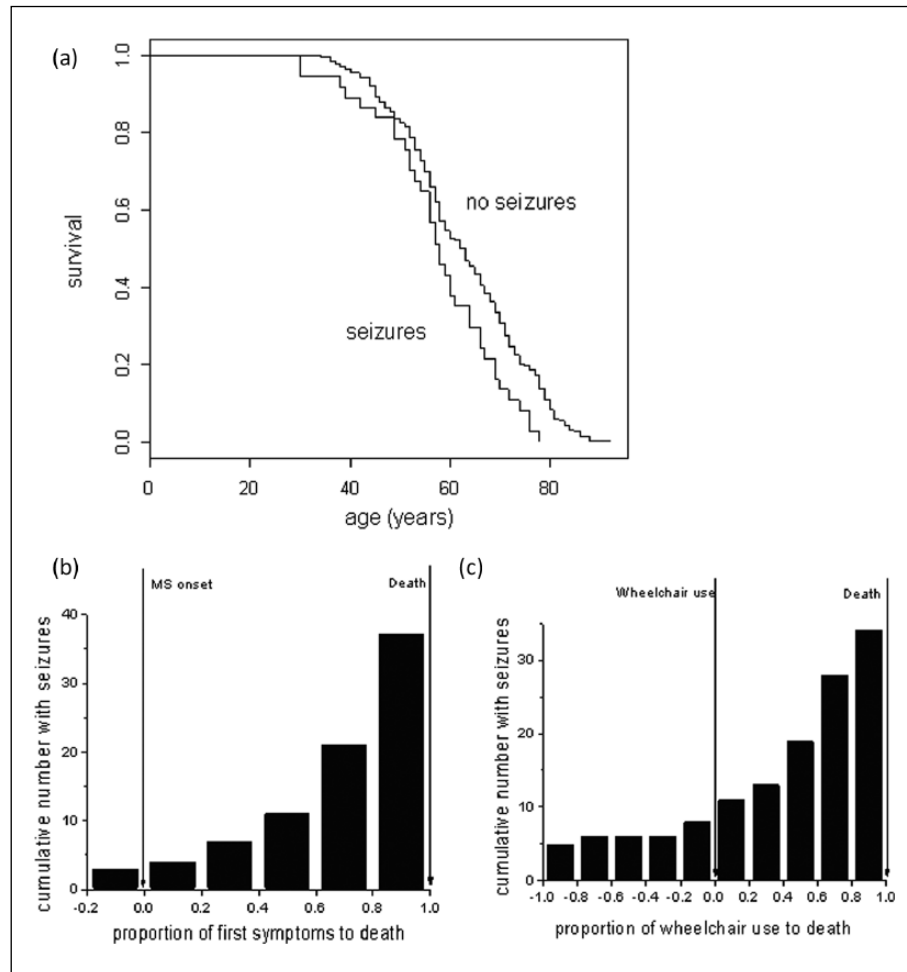 (a)
survival
1.0
0.8
0.6
0.4
0.2
0.0
no seizures
seizures
0 20 40 60 80
age (years)
(b)
MS onset
Death
cumulative number with seizures
40
30
20
10
0
-0.2 0.0 0.2 0.4 0.6 0.8 1.0
proportion of first symptoms to death
(c)
Wheelchair use
Death
cumulative number with seizures
30
20
10
0
-1.0 -0.8 -0.6 -0.4 -0.2 0.0 0.2 0.4 0.6 0.8 1.0
proportion of wheelchair use to death